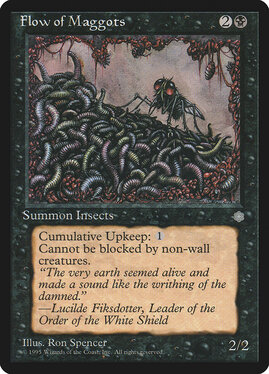 Flow of Maggots 2
Summon Insects
Cumulative Upkeep: 1
Cannot be blocked by non-wall
creatures.
"The very earth seemed alive and
made a sound like the writhing of the
damned."
—Lucilde Fiksdotter, Leader of the
Order of the White Shield
2/2
Illus. Ron Spencer
© 1995 Wizards of the Coast, Inc. All rights reserved.